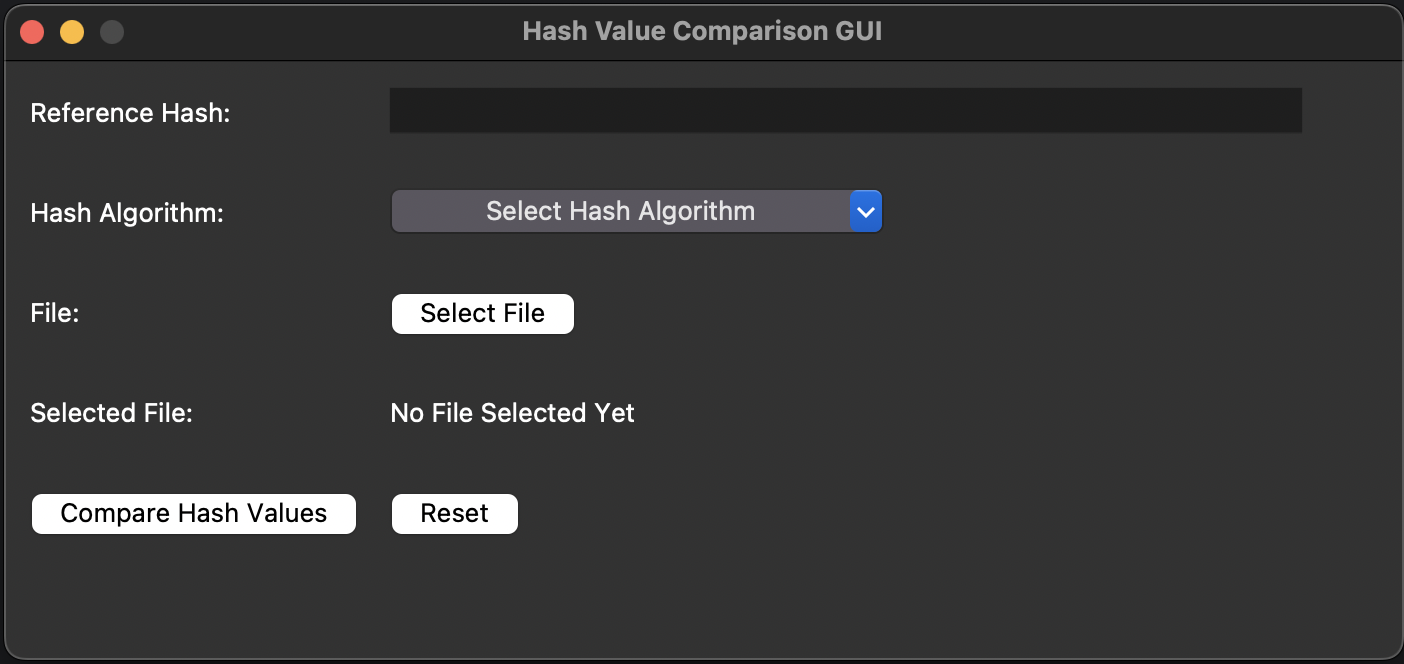 Hash Value Comparison GUI
Reference Hash:
Hash Algorithm: Select Hash Algorithm
File: Select File
Selected File: No File Selected Yet
Compare Hash Values Reset